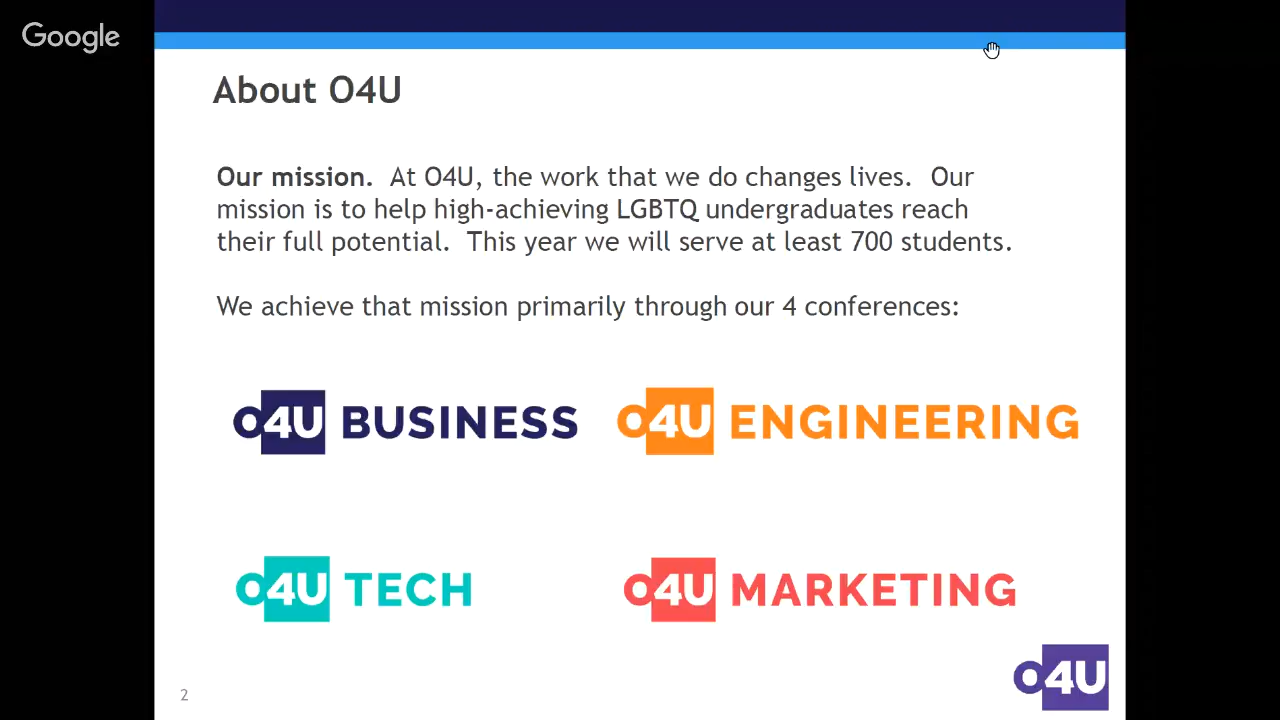 Google
About O4U
Our mission.  At O4U, the work that we do changes lives.  Our
mission is to help high-achieving LGBTQ undergraduates reach
their full potential.  This year we will serve at least 700 students.
We achieve that mission primarily through our 4 conferences:
O4U BUSINESS
O4U ENGINEERING
O4U TECH
O4U MARKETING
O4U
2